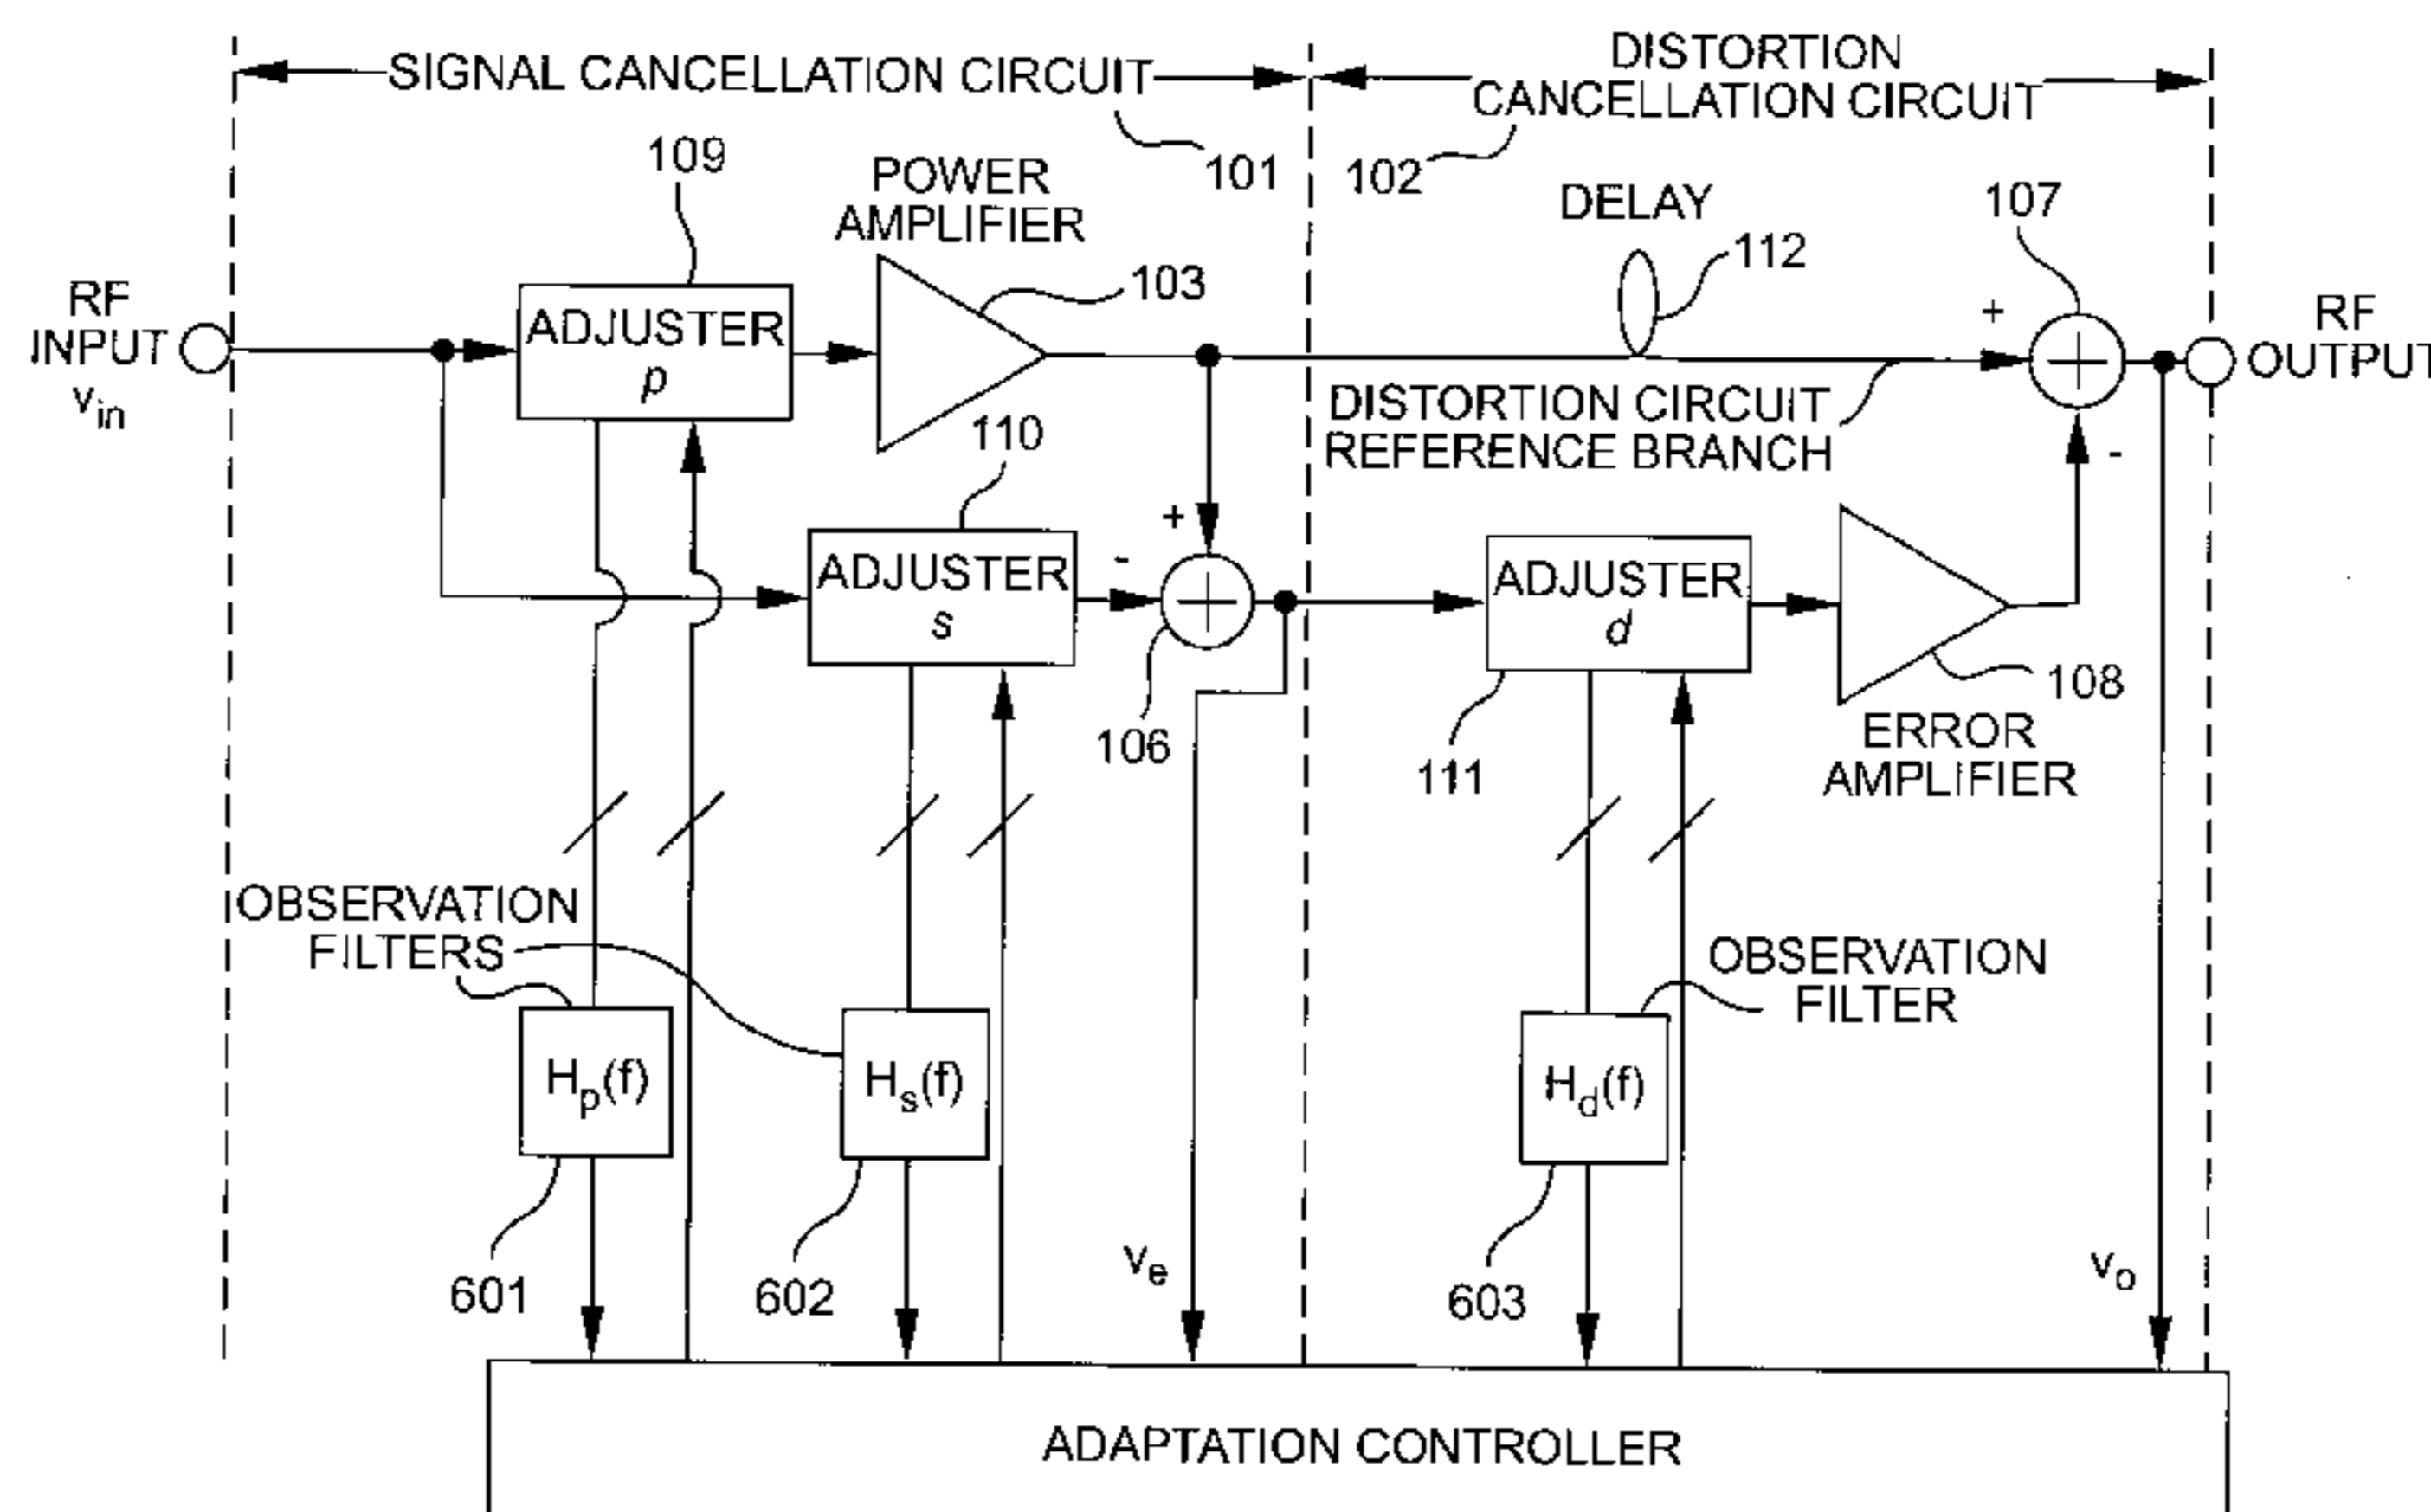 SIGNAL CANCELLATION CIRCUIT
101
DISTORTION
CANCELLATION CIRCUIT
102
109
POWER
AMPLIFIER
103
DELAY
112
107
RF
INPUT
vin
ADJUSTER
p
+
RF
OUTPUT
DISTORTION CIRCUIT
REFERENCE BRANCH
-
110
+
-
ADJUSTER
s
106
ADJUSTER
d
111
108
ERROR
AMPLIFIER
OBSERVATION
FILTERS
OBSERVATION
FILTER
Hp(f)
Hs(f)
Hd(f)
601
602
ve
603
vo
ADAPTATION CONTROLLER